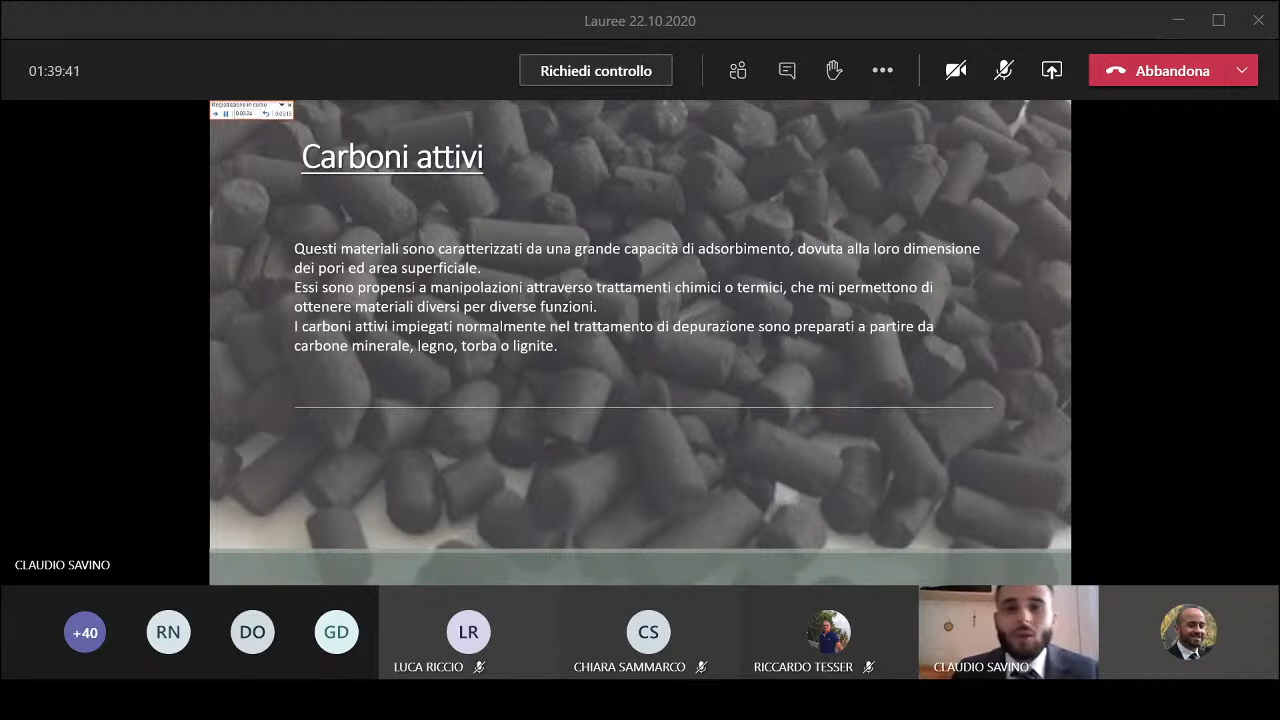 Lauree 22.10.2020
01:39:41
Richiedi controllo
Abbandona
Registrazione in corso
Carboni attivi
Questi materiali sono caratterizzati da una grande capacità di adsorbimento, dovuta alla loro dimensione
dei pori ed area superficiale.
Essi sono propensi a manipolazioni attraverso trattamenti chimici o termici, che mi permettono di
ottenere materiali diversi per diverse funzioni.
I carboni attivi impiegati normalmente nel trattamento di depurazione sono preparati a partire da
carbone minerale, legno, torba o lignite.
CLAUDIO SAVINO
+40
RN
DO
GD
LR
CS
LUCA RICCIO
CHIARA SAMMARCO
RICCARDO TESSER
CLAUDIO SAVINO